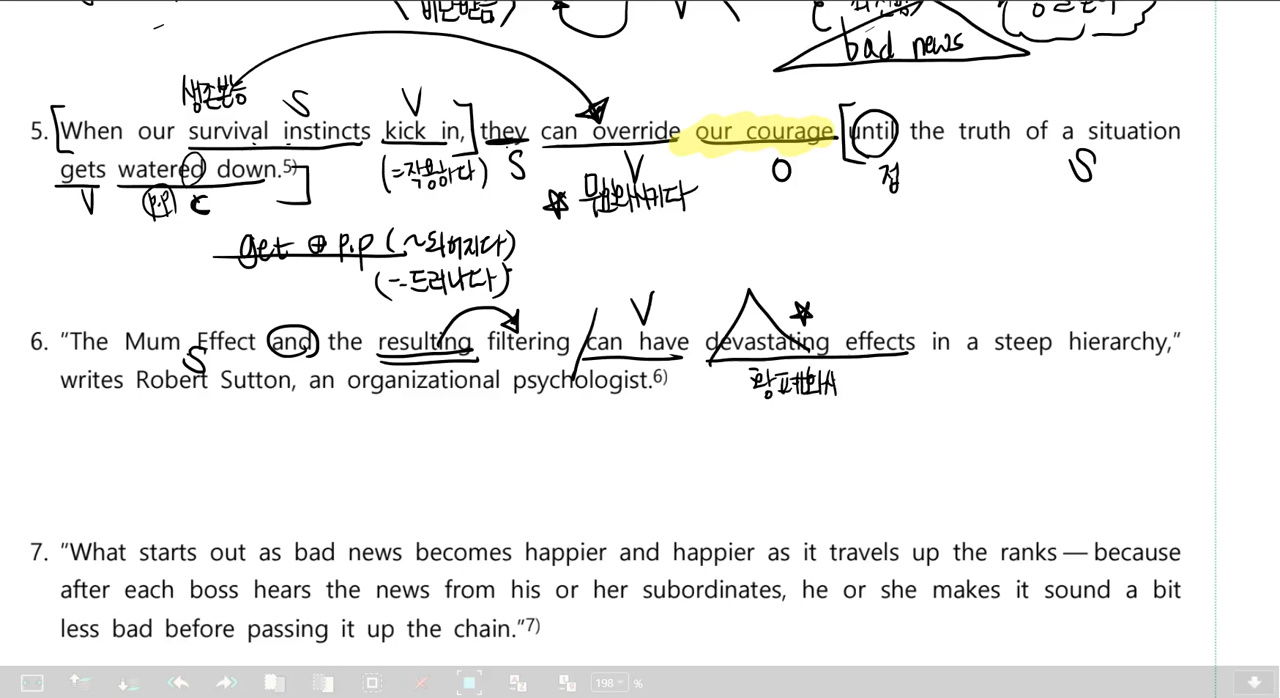 비난받음)
bad news
생존본능 S V
5. [When our survival instincts kick in,] they can override our courage [until the truth of a situation
(=작용하다) S V O 점 S
gets watered down.5)]
V p.p C ☆ 무효화시키다
get ⊕ p.p (~되어지다)
(--드러나다)
V ☆
6. “The Mum Effect and the resulting filtering / can have devastating effects in a steep hierarchy,”
S
writes Robert Sutton, an organizational psychologist.6)
황폐화
7. “What starts out as bad news becomes happier and happier as it travels up the ranks — because
after each boss hears the news from his or her subordinates, he or she makes it sound a bit
less bad before passing it up the chain.”7)
198 %